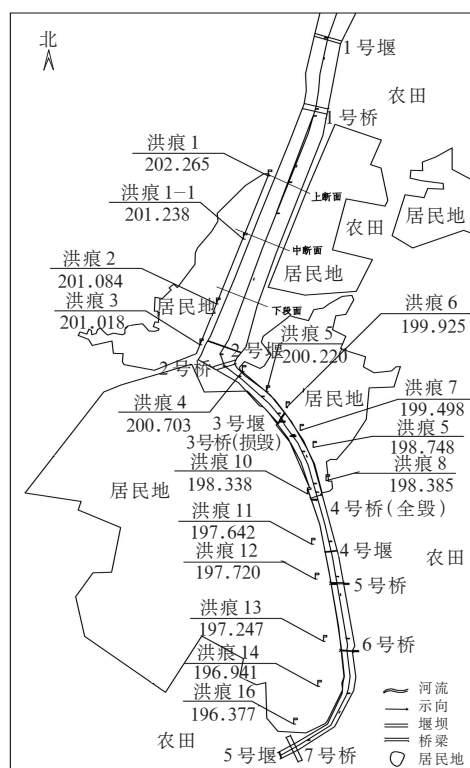 北
1号堰
农田
1号桥
洪痕 1
202.265
上断面
洪痕 1-1
201.238
农田
居民地
中断面
居民地
洪痕 2
201.084
居民地
下段面
洪痕 6
199.925
洪痕 3
201.018
洪痕 5
200.220
2号堰
2号桥
洪痕 7
199.498
居民地
洪痕 4
200.703
3号堰
3号桥(损毁)
洪痕 5
198.748
洪痕 10
198.338
洪痕 8
198.385
居民地
4号桥(全毁)
洪痕 11
197.642
农田
4号堰
洪痕 12
197.720
5号桥
洪痕 13
197.247
6号桥
洪痕 14
196.941
洪痕 16
196.377
河流
示向
堰坝
桥梁
居民地
农田
5号堰
7号桥